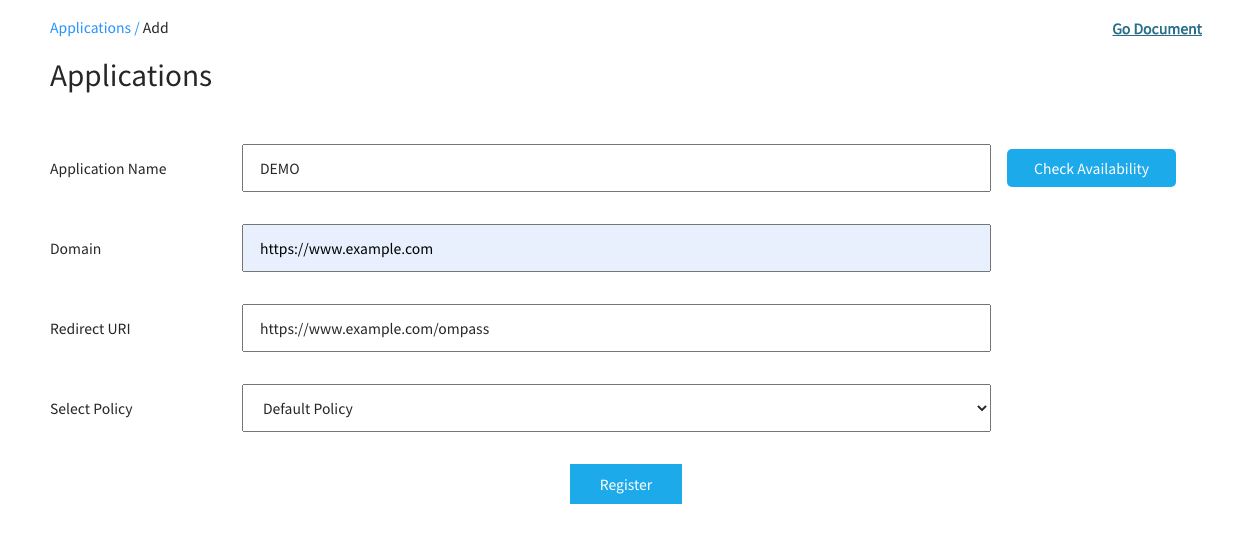 Applications / Add
Go Document
Applications
Application Name
DEMO
Check Availability
Domain
https://www.example.com
Redirect URI
https://www.example.com/ompass
Select Policy
Default Policy
Register